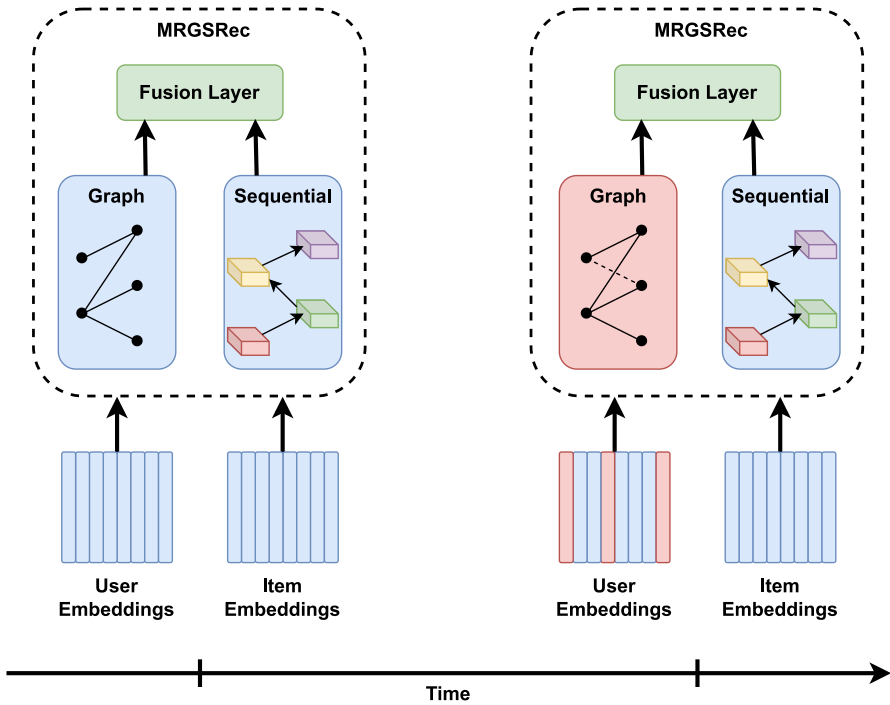 MRGSRec
Fusion Layer
Graph
Sequential
User
Embeddings
Item
Embeddings
MRGSRec
Fusion Layer
Graph
Sequential
User
Embeddings
Item
Embeddings
Time